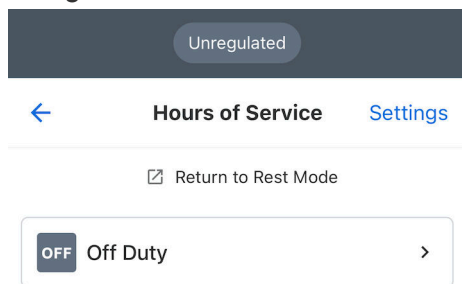 Unregulated
Hours of Service Settings
Return to Rest Mode
OFF Off Duty